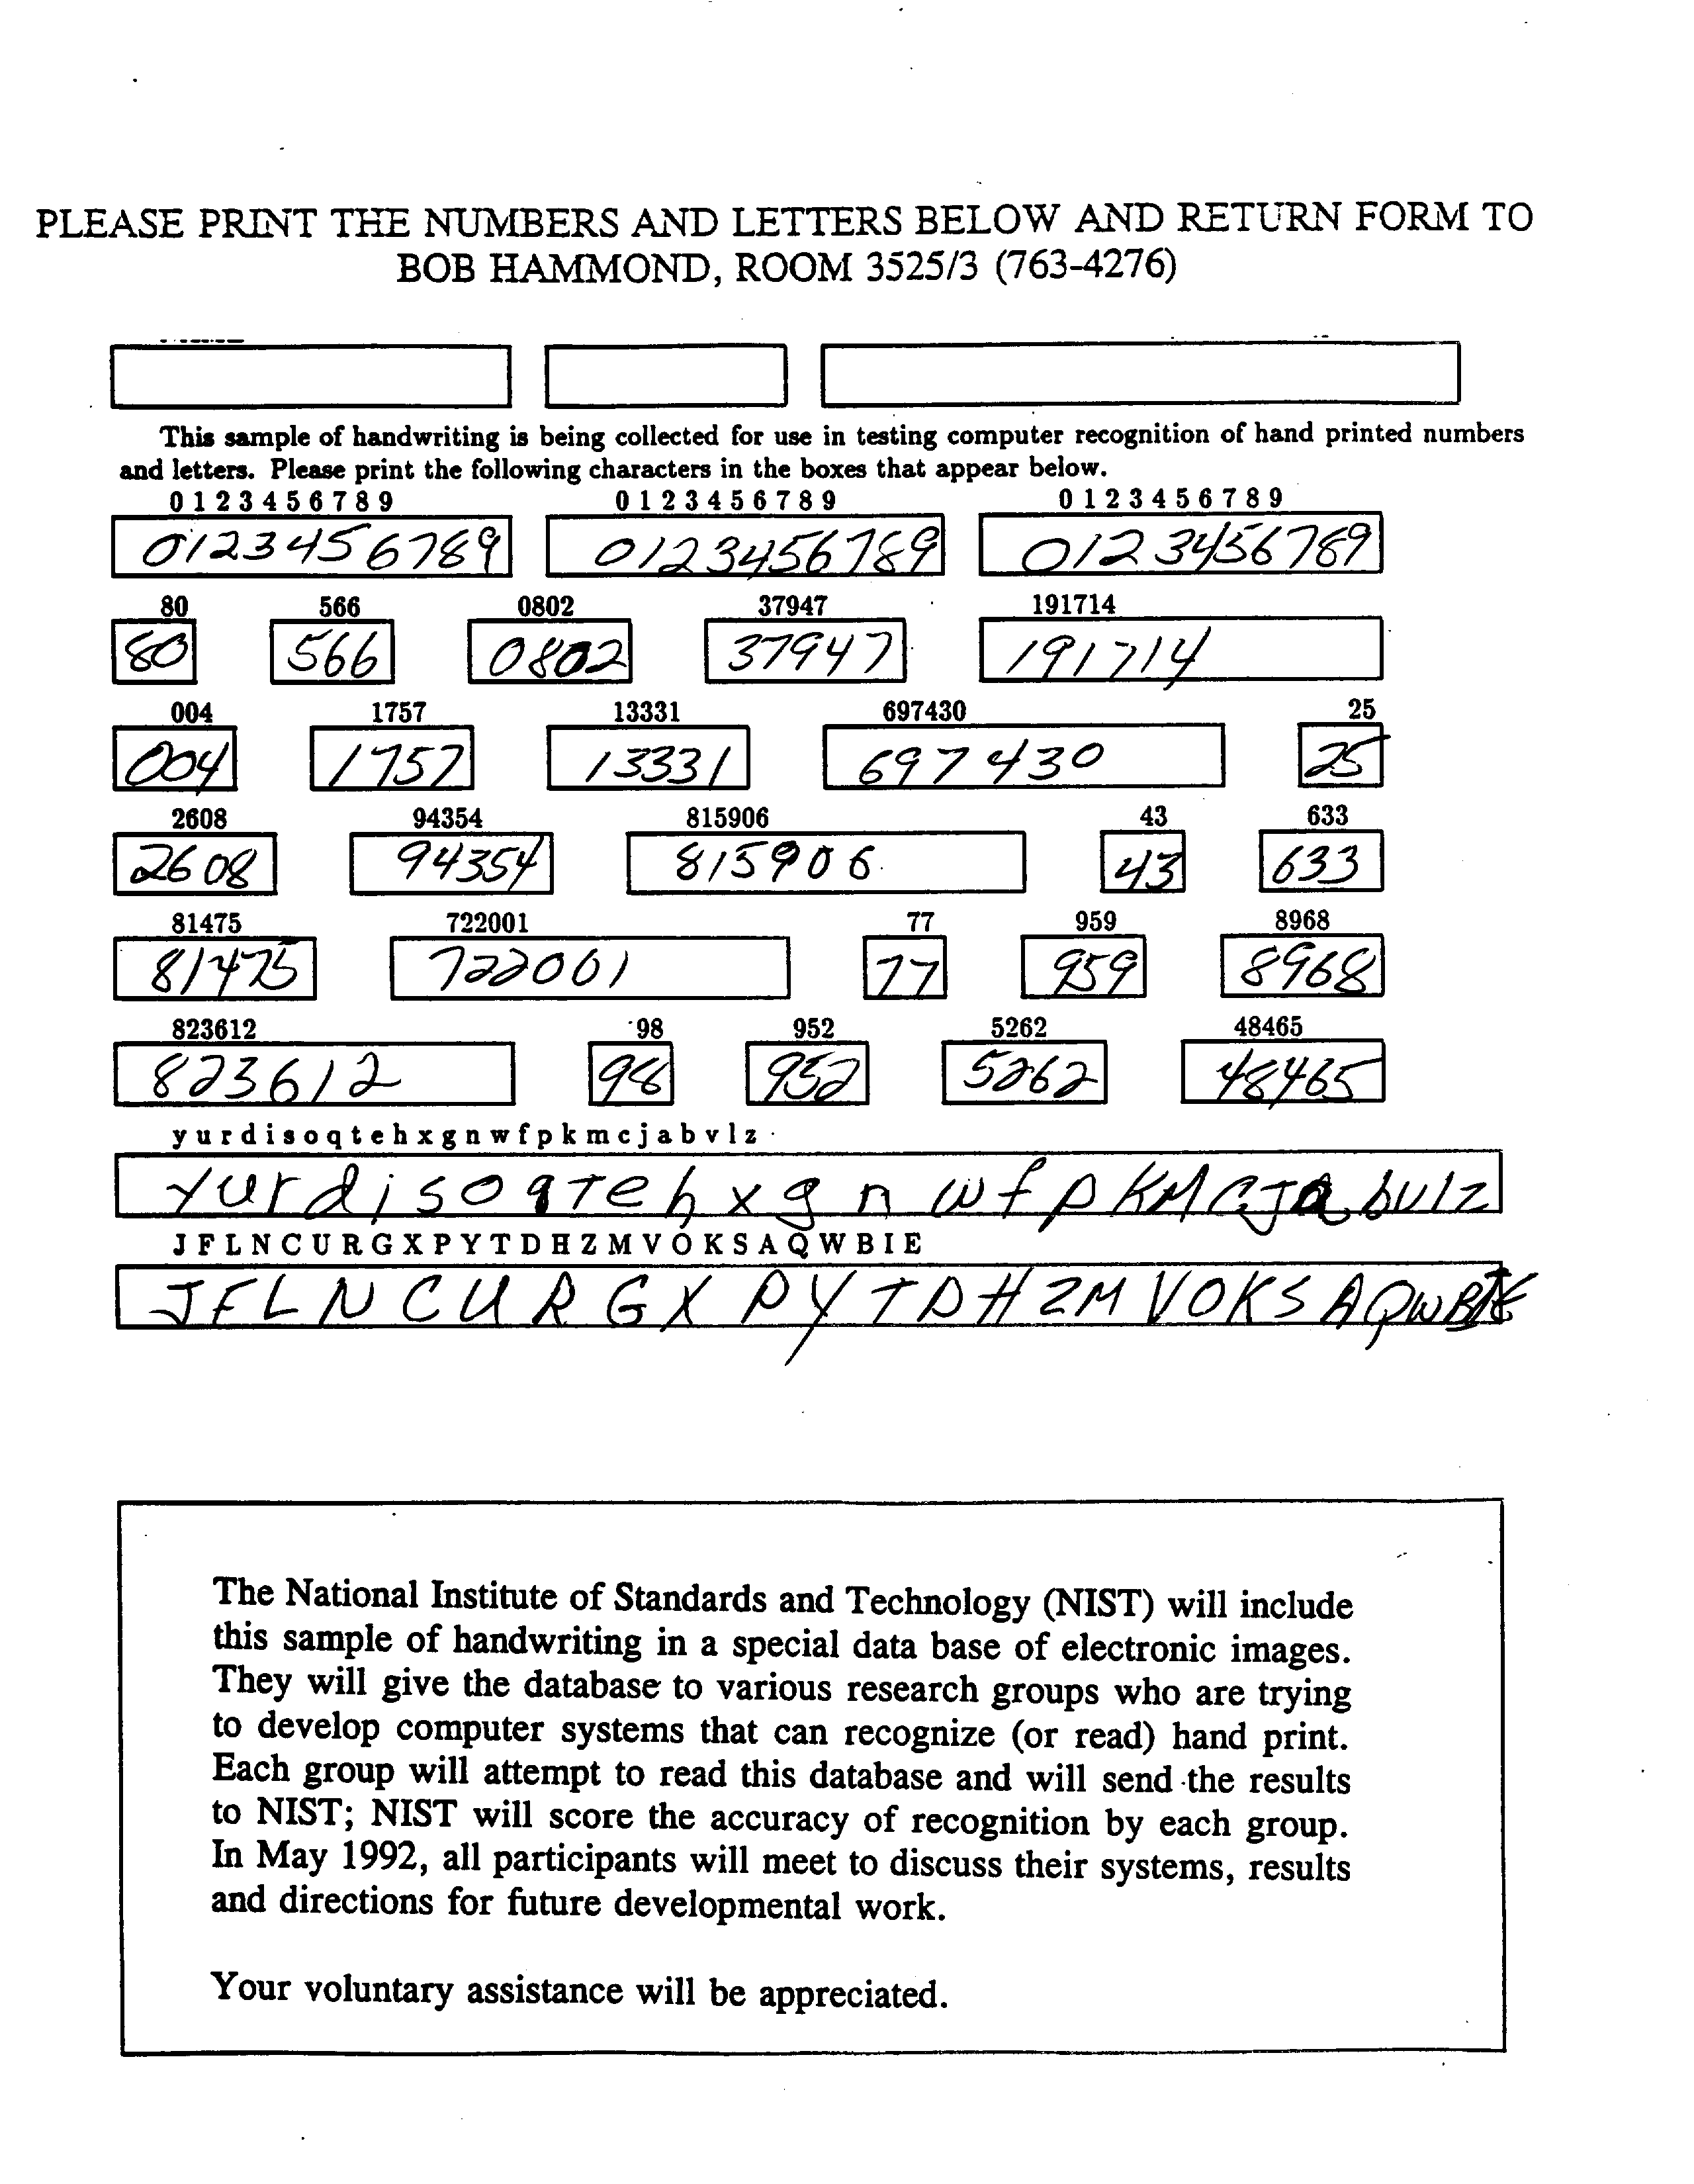 PLEASE PRINT THE NUMBERS AND LETTERS BELOW AND RETURN FORM TO
BOB HAMMOND, ROOM 3525/3 (763-4276)
This sample of handwriting is being collected for use in testing computer recognition of hand printed numbers
and letters. Please print the following characters in the boxes that appear below.
0 1 2 3 4 5 6 7 8 9 0 1 2 3 4 5 6 7 8 9 0 1 2 3 4 5 6 7 8 9
0123456789 0123456789 0123456789
80 566 0802 37947 191714
80 566 0802 37947 191714
004 1757 13331 697430 25
004 1757 13331 697430 25
2608 94354 815906 43 633
2608 94354 815906 43 633
81475 722001 77 959 8968
81475 722001 77 959 8968
823612 98 952 5262 48465
823612 98 952 5262 48465
y u r d i s o q t e h x g n w f p k m c j a b v l z
y u r d i s o q T e h x g n w f p K M C J a b v l z
J F L N C U R G X P Y T D H Z M V O K S A Q W B I E
J F L N C U R G X P Y T D H Z M V O K S A Q W B I E
The National Institute of Standards and Technology (NIST) will include
this sample of handwriting in a special data base of electronic images.
They will give the database to various research groups who are trying
to develop computer systems that can recognize (or read) hand print.
Each group will attempt to read this database and will send the results
to NIST; NIST will score the accuracy of recognition by each group.
In May 1992, all participants will meet to discuss their systems, results
and directions for future developmental work.
Your voluntary assistance will be appreciated.